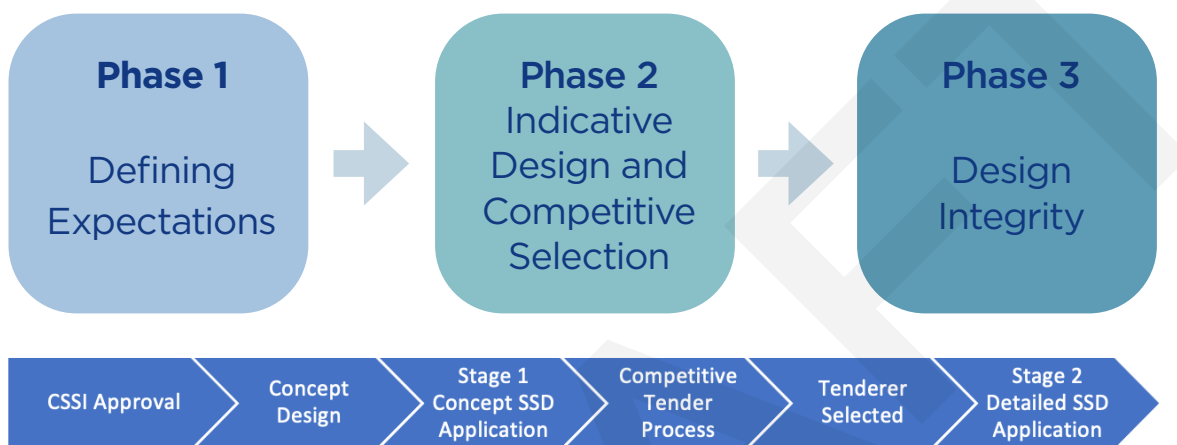 Phase 1
Defining
Expectations
Phase 2
Indicative
Design and
Competitive
Selection
Phase 3
Design
Integrity
CSSI Approval
Concept
Design
Stage 1
Concept SSD
Application
Competitive
Tender
Process
Tenderer
Selected
Stage 2
Detailed SSD
Application